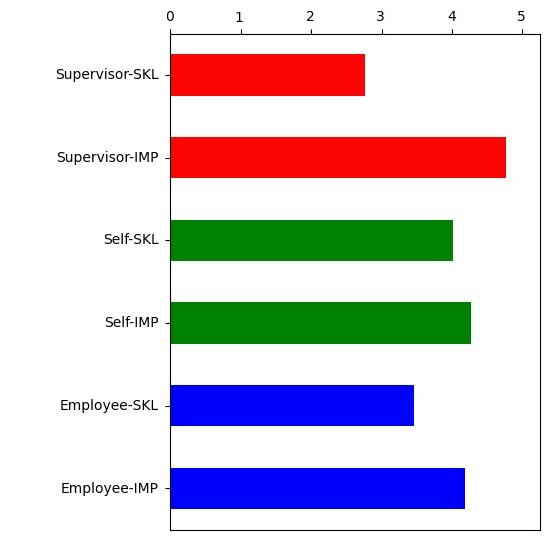 0 1 2 3 4 5
Supervisor-SKL
Supervisor-IMP
Self-SKL
Self-IMP
Employee-SKL
Employee-IMP